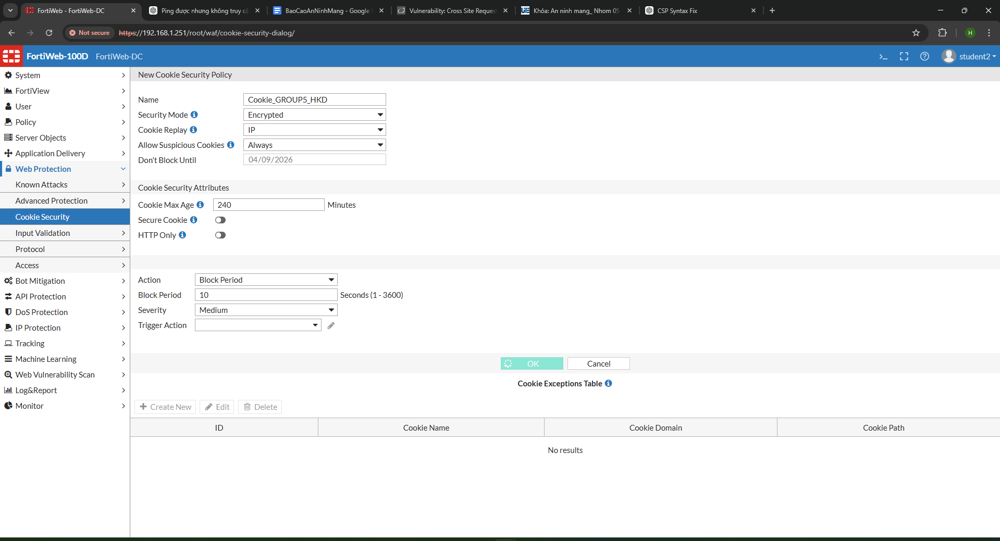 FortiWeb - FortiWeb-DC
Ping được nhưng không truy cậ
BaoCaoAnNinhMang - Google
Vulnerability: Cross Site Reques
Khóa: An ninh mạng_ Nhom 05
CSP Syntax Fix
Not secure
https://192.168.1.251/root/waf/cookie-security-dialog/
H
FortiWeb-100D FortiWeb-DC
student2
System
FortiView
User
Policy
Server Objects
Application Delivery
Web Protection
Known Attacks
Advanced Protection
Cookie Security
Input Validation
Protocol
Access
Bot Mitigation
API Protection
DoS Protection
IP Protection
Tracking
Machine Learning
Web Vulnerability Scan
Log&Report
Monitor
New Cookie Security Policy
Name Cookie_GROUP5_HKD
Security Mode Encrypted
Cookie Replay IP
Allow Suspicious Cookies Always
Don't Block Until 04/09/2026
Cookie Security Attributes
Cookie Max Age 240 Minutes
Secure Cookie
HTTP Only
Action Block Period
Block Period 10 Seconds (1 - 3600)
Severity Medium
Trigger Action
OK Cancel
Cookie Exceptions Table
Create New Edit Delete
ID Cookie Name Cookie Domain Cookie Path
No results